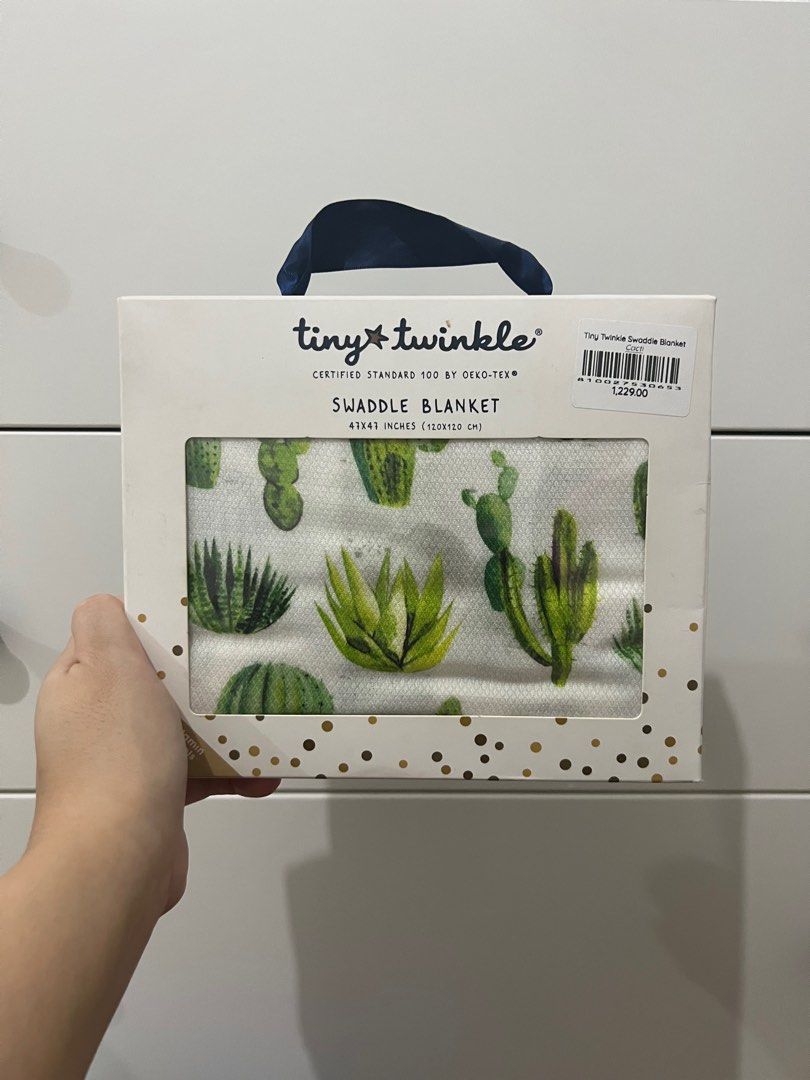 tiny twinkle®
CERTIFIED STANDARD 100 BY OEKO-TEX®
SWADDLE BLANKET
47X47 INCHES (120X120 CM)
Tiny Twinkle Swaddle Blanket
Cacti
810027530653
1,229.00